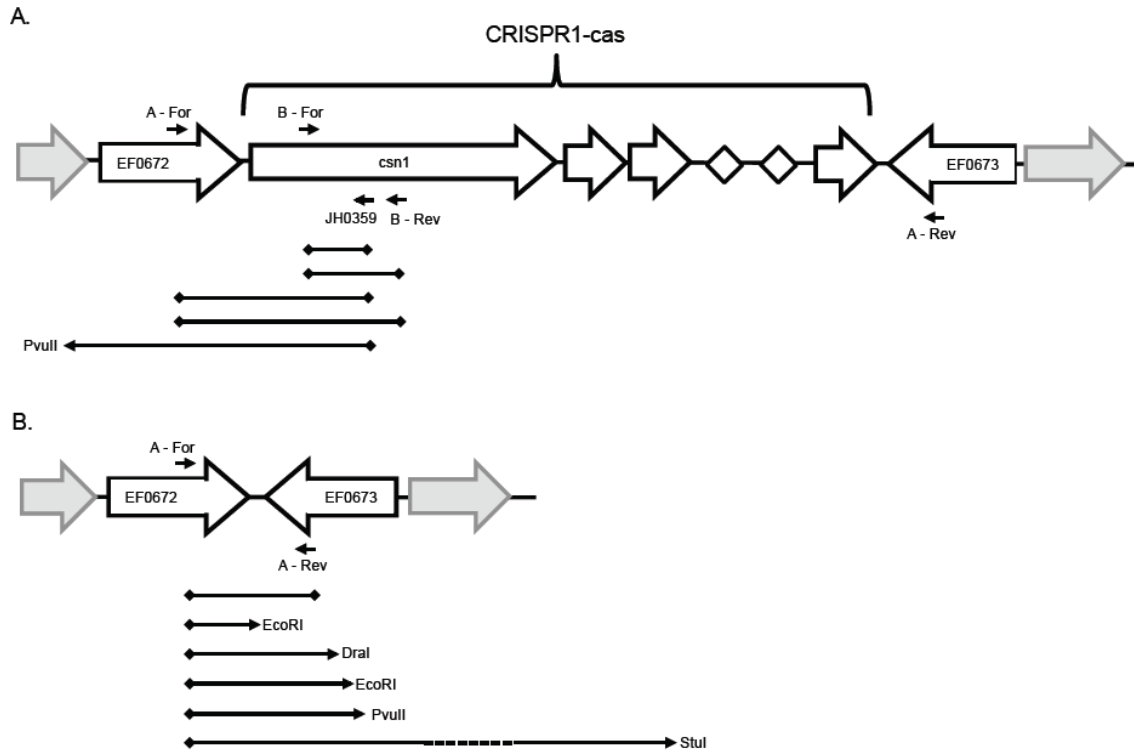 A.
CRISPR1-cas
A - For
B - For
EF0672
csn1
EF0673
JH0359
B - Rev
A - Rev
PvuII
B.
A - For
EF0672
EF0673
A - Rev
EcoRI
DraI
EcoRI
PvuII
StuI